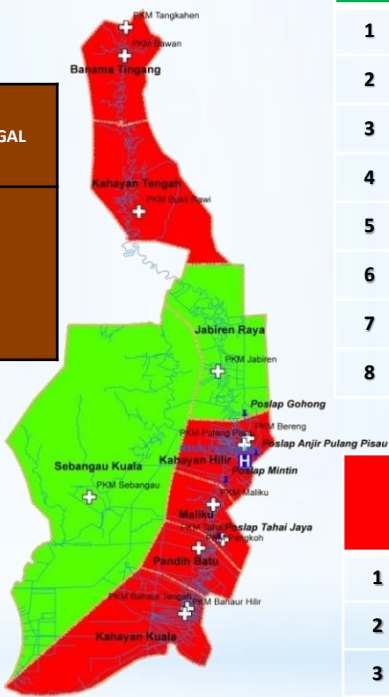 PKM Tangkahen
PKM Bawan
Banama Tingang
GAL
Kahayan Tengah
PKM Bukit Rawi
Jabiren Raya
PKM Jabiren
Poslap Gohong
PKM Bereng
PKM Pulang Pisau
Poslap Anjir Pulang Pisau
H
Kahayan Hilir
Poslap Mintin
Sebangau Kuala
PKM Sebangau
PKM Maliku
Maliku
Poslap Tahai Jaya
Pandih Batu
PKM Bahaur Tengah
PKM Bahaur Hilir
Kahayan Kuala
1
2
3
4
5
6
7
8
1
2
3